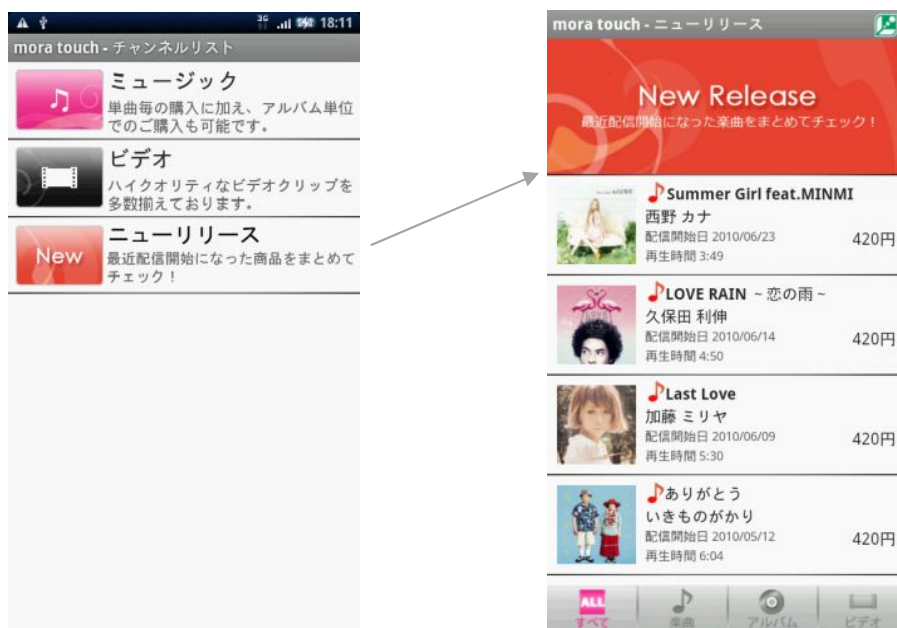 3G 18:11
mora touch - チャンネルリスト
ミュージック
単曲毎の購入に加え、アルバム単位
でのご購入も可能です。
ビデオ
ハイクオリティなビデオクリップを
多数揃えております。
New
ニューリリース
最近配信開始になった商品をまとめて
チェック！
mora touch - ニューリリース
New Release
最近配信開始になった楽曲をまとめてチェック！
Summer Girl feat.MINMI
西野 カナ
配信開始日 2010/06/23
420円
再生時間 3:49
LOVE RAIN ~恋の雨~
久保田 利伸
配信開始日 2010/06/14
420円
再生時間 4:50
Last Love
加藤 ミリヤ
配信開始日 2010/06/09
420円
再生時間 5:30
ありがとう
いきものがかり
配信開始日 2010/05/12
420円
再生時間 6:04
ALL
すべて 楽曲 アルバム ビデオ